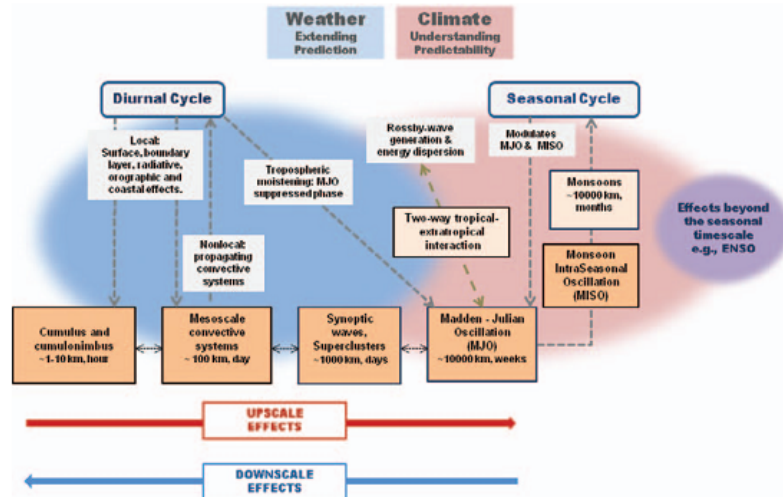 Weather
Extending
Prediction
Climate
Understanding
Predictability
Diurnal Cycle
Seasonal Cycle
Local:
Surface, boundary
layer, radiative,
orographic and
coastal effects.
Rossby-wave
generation &
energy dispersion
Modulates
MJO & MISO
Tropospheric
moistening: MJO
suppressed phase
Monsoons
~10000 km,
months
Effects beyond
the seasonal
timescale
e.g., ENSO
Two-way tropical-
extratropical
interaction
Nonlocal:
propagating
convective
systems
Monsoon
IntraSeasonal
Oscillation
(MISO)
Cumulus and
cumulonimbus
~1-10 km, hour
Mesoscale
convective
systems
~100 km, day
Synoptic
waves,
Superclusters
~1000 km, days
Madden - Julian
Oscillation
(MJO)
~10000 km, weeks
UPSCALE
EFFECTS
DOWNSCALE
EFFECTS